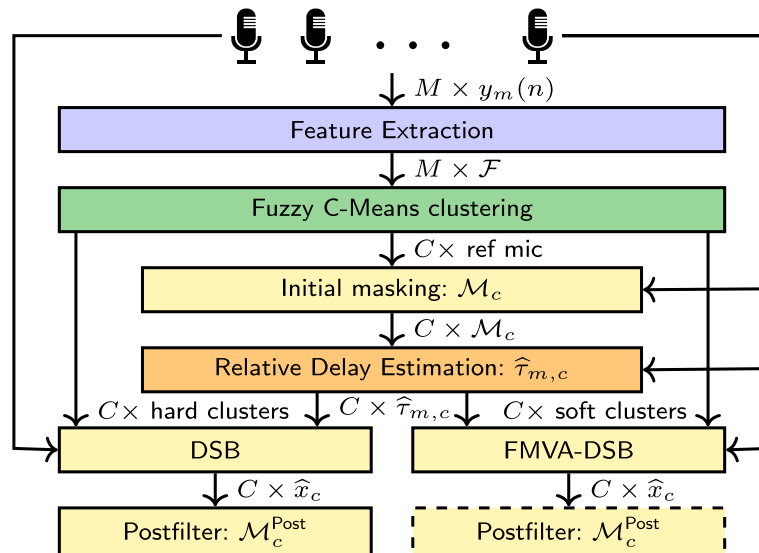 • • •
M × y_m(n)
Feature Extraction
M × ℱ
Fuzzy C-Means clustering
C× ref mic
Initial masking: ℳ_c
C × ℳ_c
Relative Delay Estimation: τ̂_{m,c}
C× hard clusters C × τ̂_{m,c} C× soft clusters
DSB FMVA-DSB
C × x̂_c C × x̂_c
Postfilter: ℳ_c^Post Postfilter: ℳ_c^Post